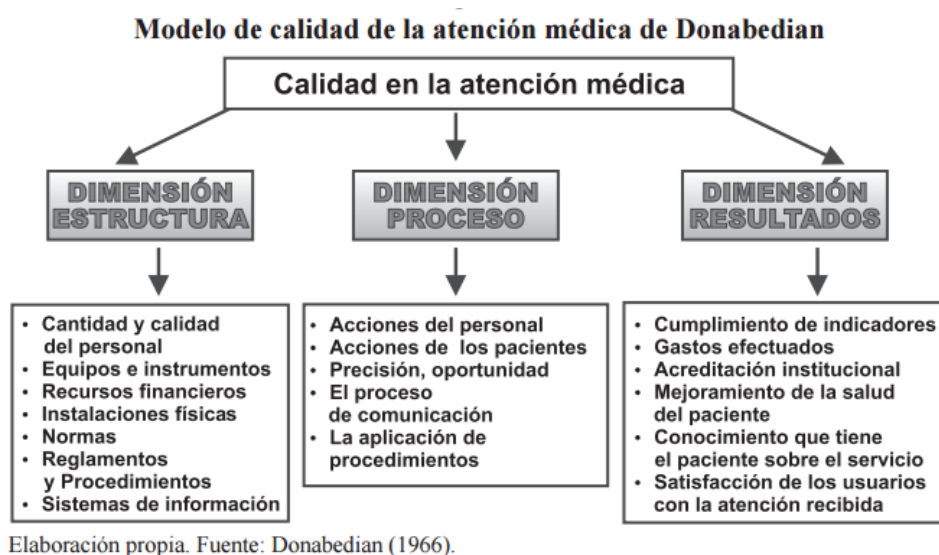 Modelo de calidad de la atención médica de Donabedian
Calidad en la atención médica
DIMENSIÓN
ESTRUCTURA
• Cantidad y calidad
del personal
• Equipos e instrumentos
• Recursos financieros
• Instalaciones físicas
• Normas
• Reglamentos
y Procedimientos
• Sistemas de información
DIMENSIÓN
PROCESO
• Acciones del personal
• Acciones de los pacientes
• Precisión, oportunidad
• El proceso
de comunicación
• La aplicación de
procedimientos
DIMENSIÓN
RESULTADOS
• Cumplimiento de indicadores
• Gastos efectuados
• Acreditación institucional
• Mejoramiento de la salud
del paciente
• Conocimiento que tiene
el paciente sobre el servicio
• Satisfacción de los usuarios
con la atención recibida
Elaboración propia. Fuente: Donabedian (1966).